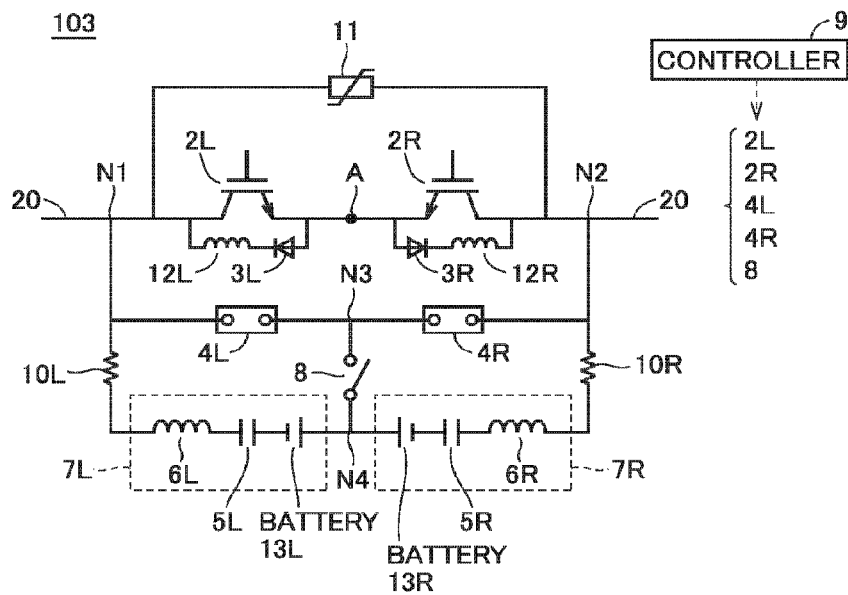 103
11
9
CONTROLLER
2L
2R
4L
4R
8
2L
2R
N1
A
N2
20
20
12L
3L
3R
12R
N3
4L
4R
8
10L
10R
7L
6L
N4
6R
7R
5L
BATTERY
13L
5R
BATTERY
13R